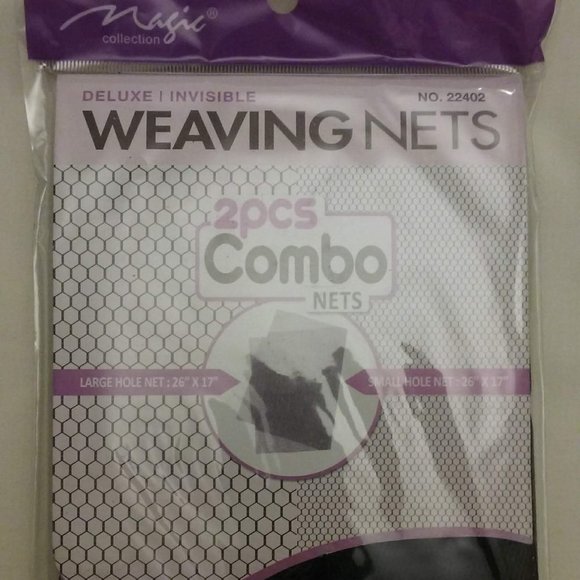 Magic®
collection
DELUXE | INVISIBLE
NO. 22402
WEAVING NETS
2pcs
Combo
NETS
LARGE HOLE NET : 26" X 17"
SMALL HOLE NET : 26" X 17"